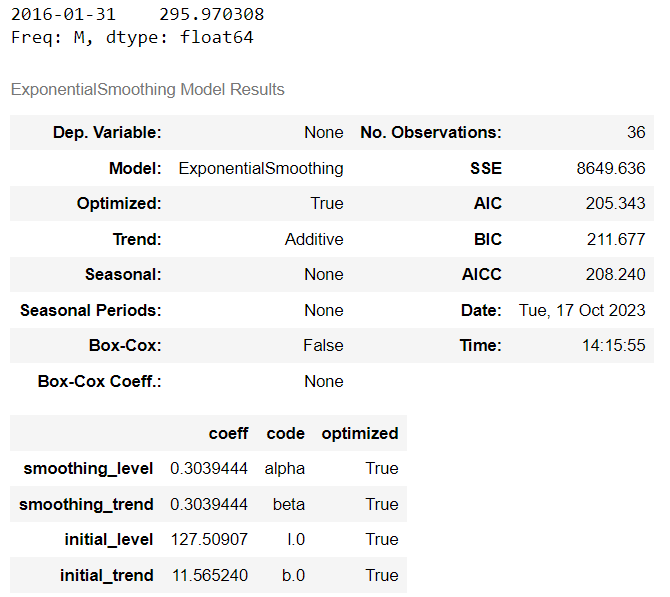 2016-01-31    295.970308
Freq: M, dtype: float64
ExponentialSmoothing Model Results
Dep. Variable: None No. Observations: 36
Model: ExponentialSmoothing SSE 8649.636
Optimized: True AIC 205.343
Trend: Additive BIC 211.677
Seasonal: None AICC 208.240
Seasonal Periods: None Date: Tue, 17 Oct 2023
Box-Cox: False Time: 14:15:55
Box-Cox Coeff.: None
coeff code optimized
smoothing_level 0.3039444 alpha True
smoothing_trend 0.3039444 beta True
initial_level 127.50907 l.0 True
initial_trend 11.565240 b.0 True